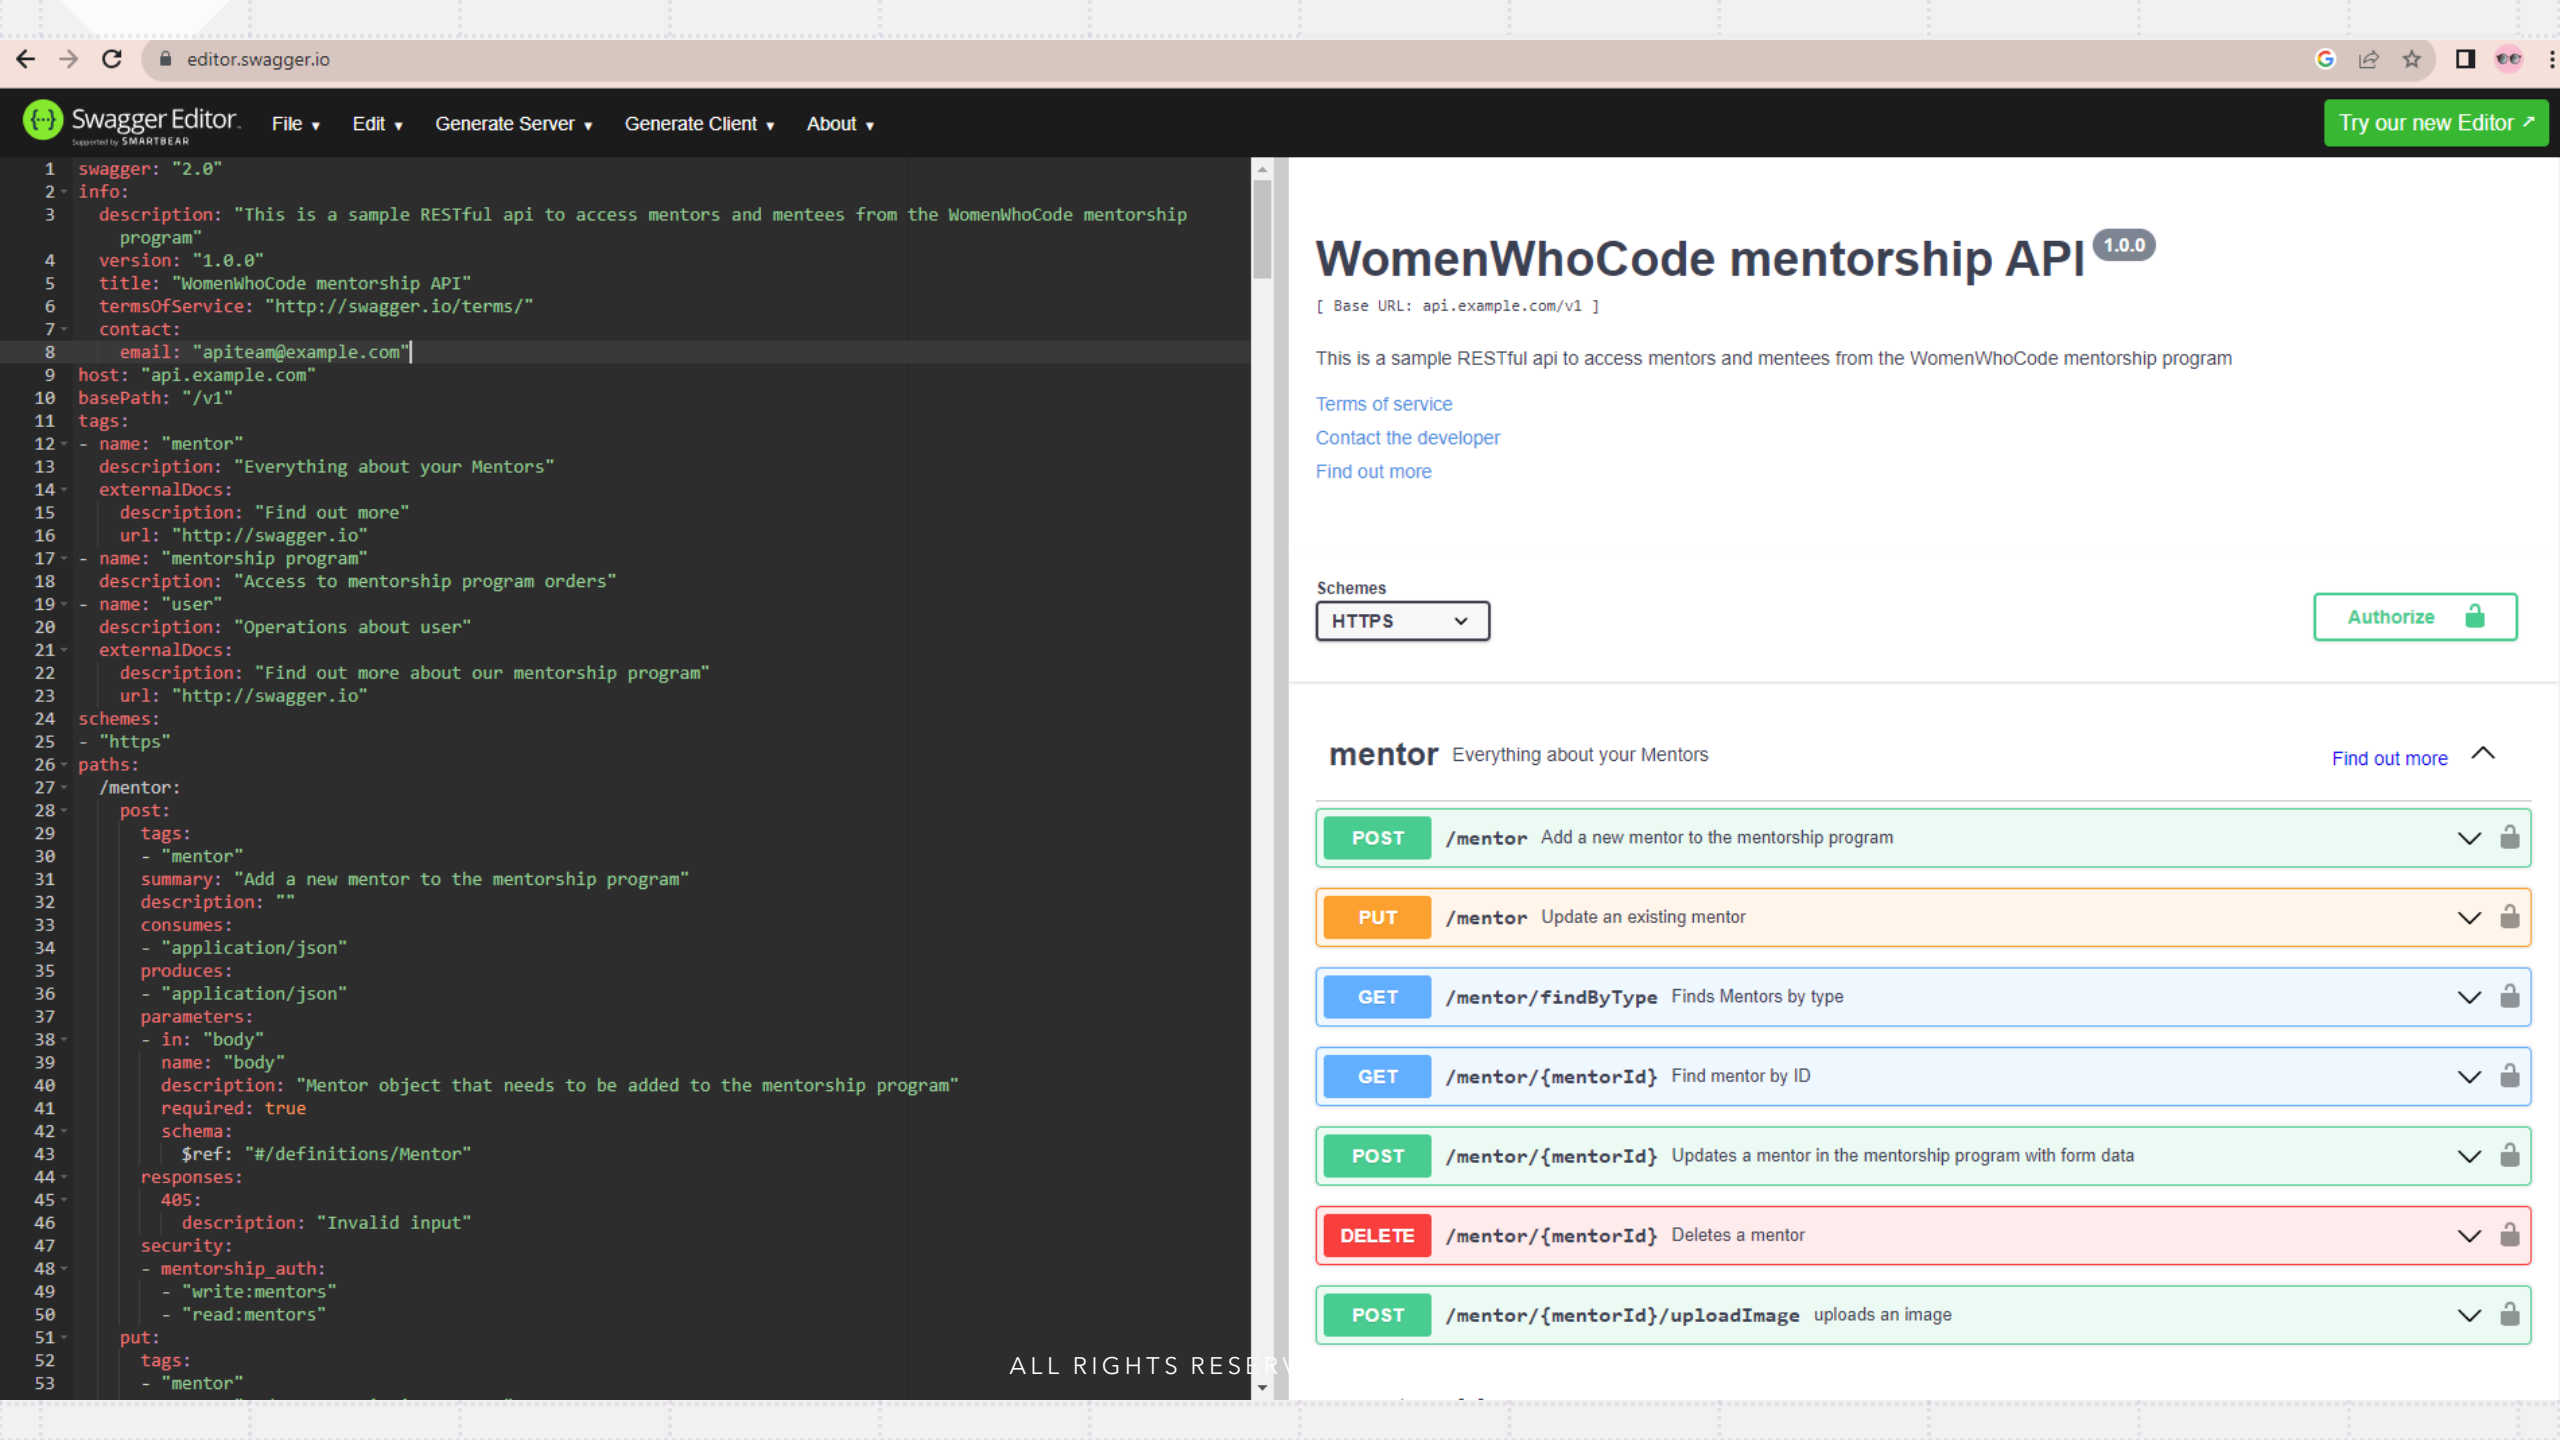 editor.swagger.io
Swagger Editor
Supported by SMARTBEAR
File
Edit
Generate Server
Generate Client
About
Try our new Editor ↗
1 swagger: "2.0"
2 info:
3 description: "This is a sample RESTful api to access mentors and mentees from the WomenWhoCode mentorship
program"
4 version: "1.0.0"
5 title: "WomenWhoCode mentorship API"
6 termsOfService: "http://swagger.io/terms/"
7 contact:
8 email: "apiteam@example.com"
9 host: "api.example.com"
10 basePath: "/v1"
11 tags:
12 - name: "mentor"
13 description: "Everything about your Mentors"
14 externalDocs:
15 description: "Find out more"
16 url: "http://swagger.io"
17 - name: "mentorship program"
18 description: "Access to mentorship program orders"
19 - name: "user"
20 description: "Operations about user"
21 externalDocs:
22 description: "Find out more about our mentorship program"
23 url: "http://swagger.io"
24 schemes:
25 - "https"
26 paths:
27 /mentor:
28 post:
29 tags:
30 - "mentor"
31 summary: "Add a new mentor to the mentorship program"
32 description: ""
33 consumes:
34 - "application/json"
35 produces:
36 - "application/json"
37 parameters:
38 - in: "body"
39 name: "body"
40 description: "Mentor object that needs to be added to the mentorship program"
41 required: true
42 schema:
43 $ref: "#/definitions/Mentor"
44 responses:
45 405:
46 description: "Invalid input"
47 security:
48 - mentorship_auth:
49 - "write:mentors"
50 - "read:mentors"
51 put:
52 tags:
53 - "mentor"
WomenWhoCode mentorship API 1.0.0
[ Base URL: api.example.com/v1 ]
This is a sample RESTful api to access mentors and mentees from the WomenWhoCode mentorship program
Terms of service
Contact the developer
Find out more
Schemes
HTTPS
Authorize
mentor Everything about your Mentors
Find out more
POST /mentor Add a new mentor to the mentorship program
PUT /mentor Update an existing mentor
GET /mentor/findByType Finds Mentors by type
GET /mentor/{mentorId} Find mentor by ID
POST /mentor/{mentorId} Updates a mentor in the mentorship program with form data
DELETE /mentor/{mentorId} Deletes a mentor
POST /mentor/{mentorId}/uploadImage uploads an image
ALL RIGHTS RESERV